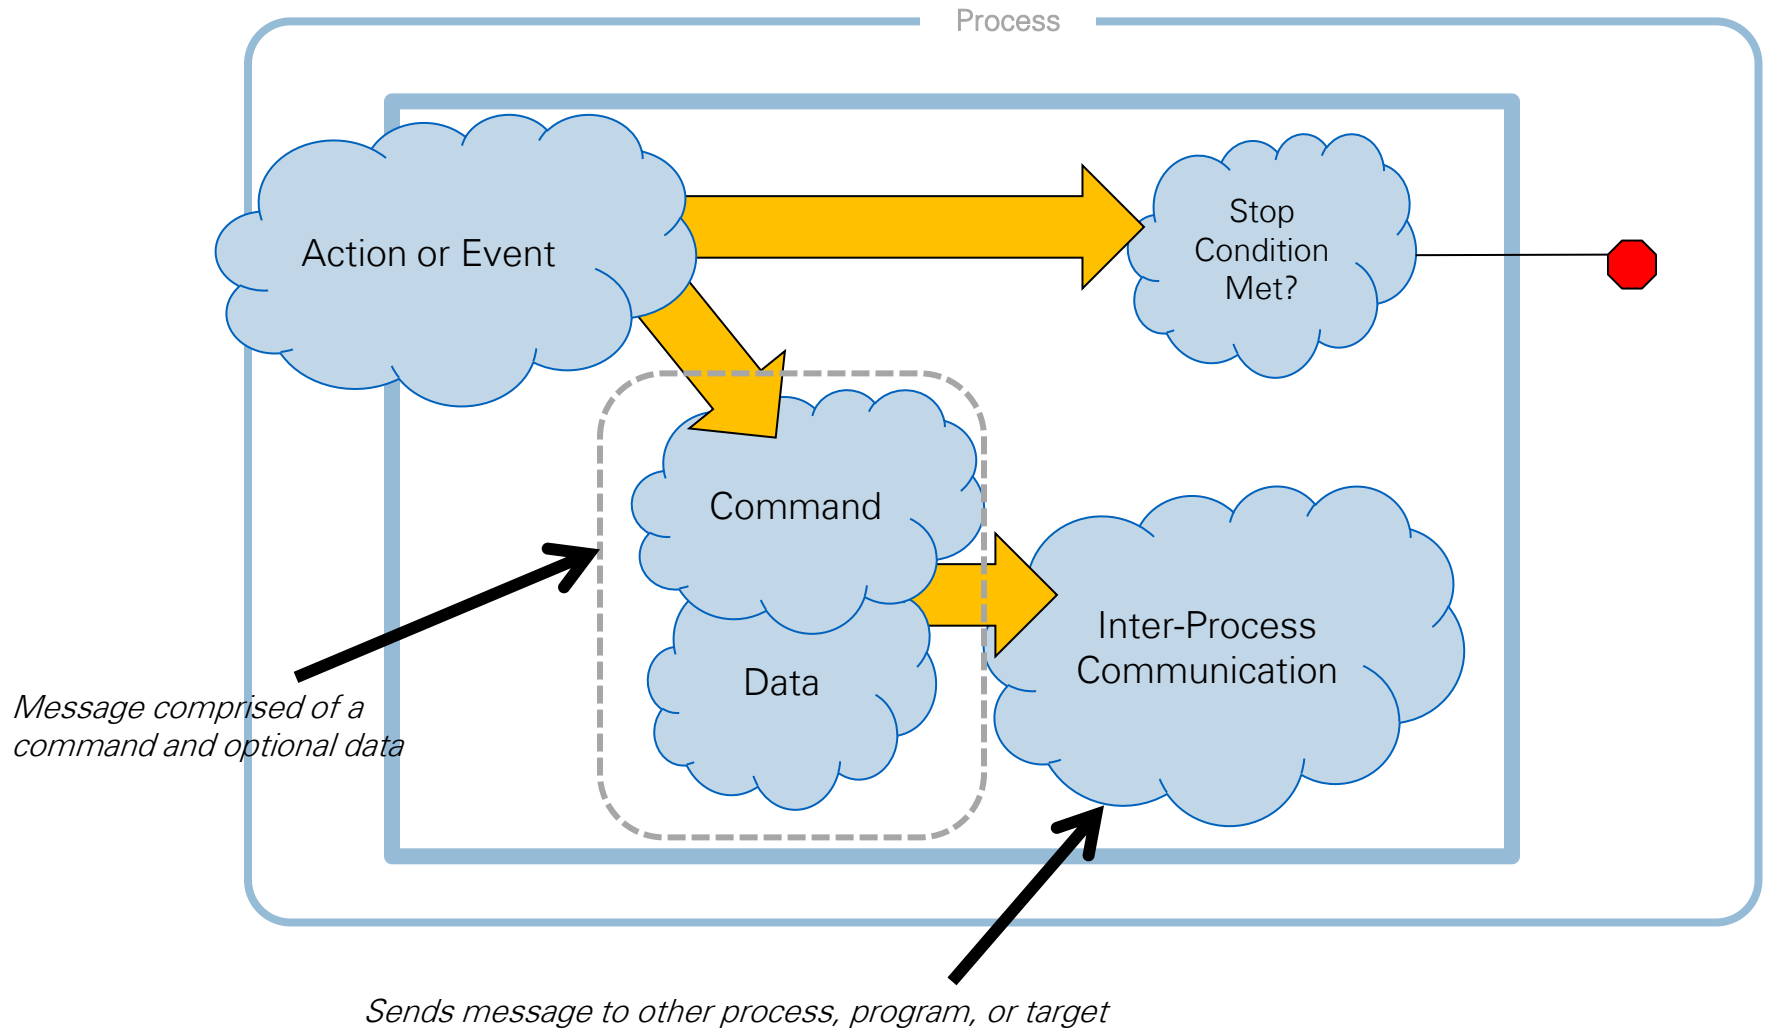 Process
Action or Event
Stop
Condition
Met?
Command
Data
Inter-Process
Communication
Message comprised of a
command and optional data
Sends message to other process, program, or target